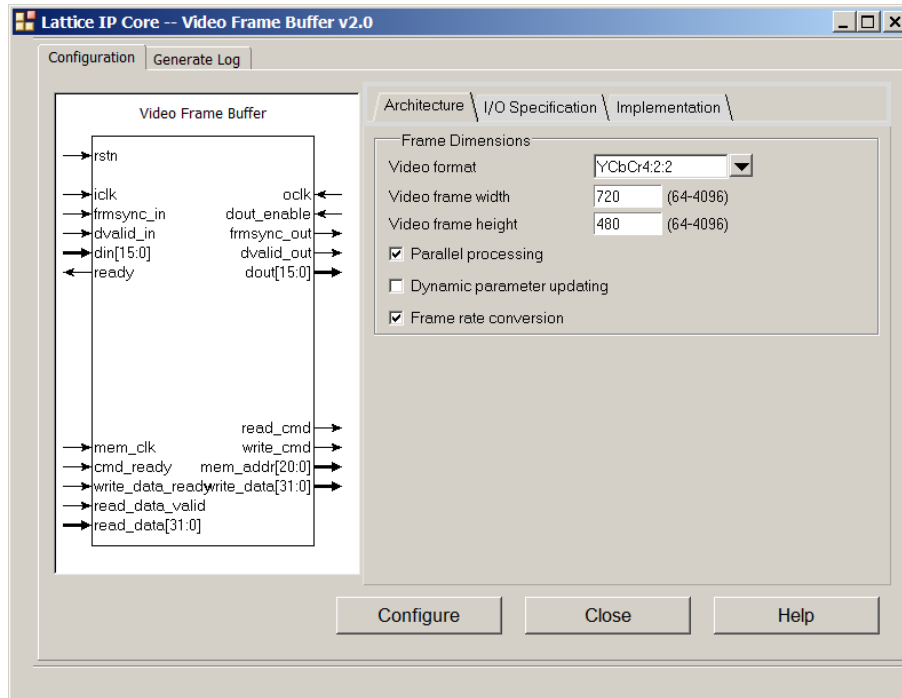 Lattice IP Core -- Video Frame Buffer v2.0
Configuration Generate Log
Video Frame Buffer
rstn
iclk oclk
frmsync_in dout_enable
dvalid_in frmsync_out
din[15:0] dvalid_out
ready dout[15:0]
read_cmd
mem_clk write_cmd
cmd_ready mem_addr[20:0]
write_data_ready write_data[31:0]
read_data_valid
read_data[31:0]
Architecture I/O Specification Implementation
Frame Dimensions
Video format YCbCr4:2:2
Video frame width 720 (64-4096)
Video frame height 480 (64-4096)
Parallel processing
Dynamic parameter updating
Frame rate conversion
Configure Close Help